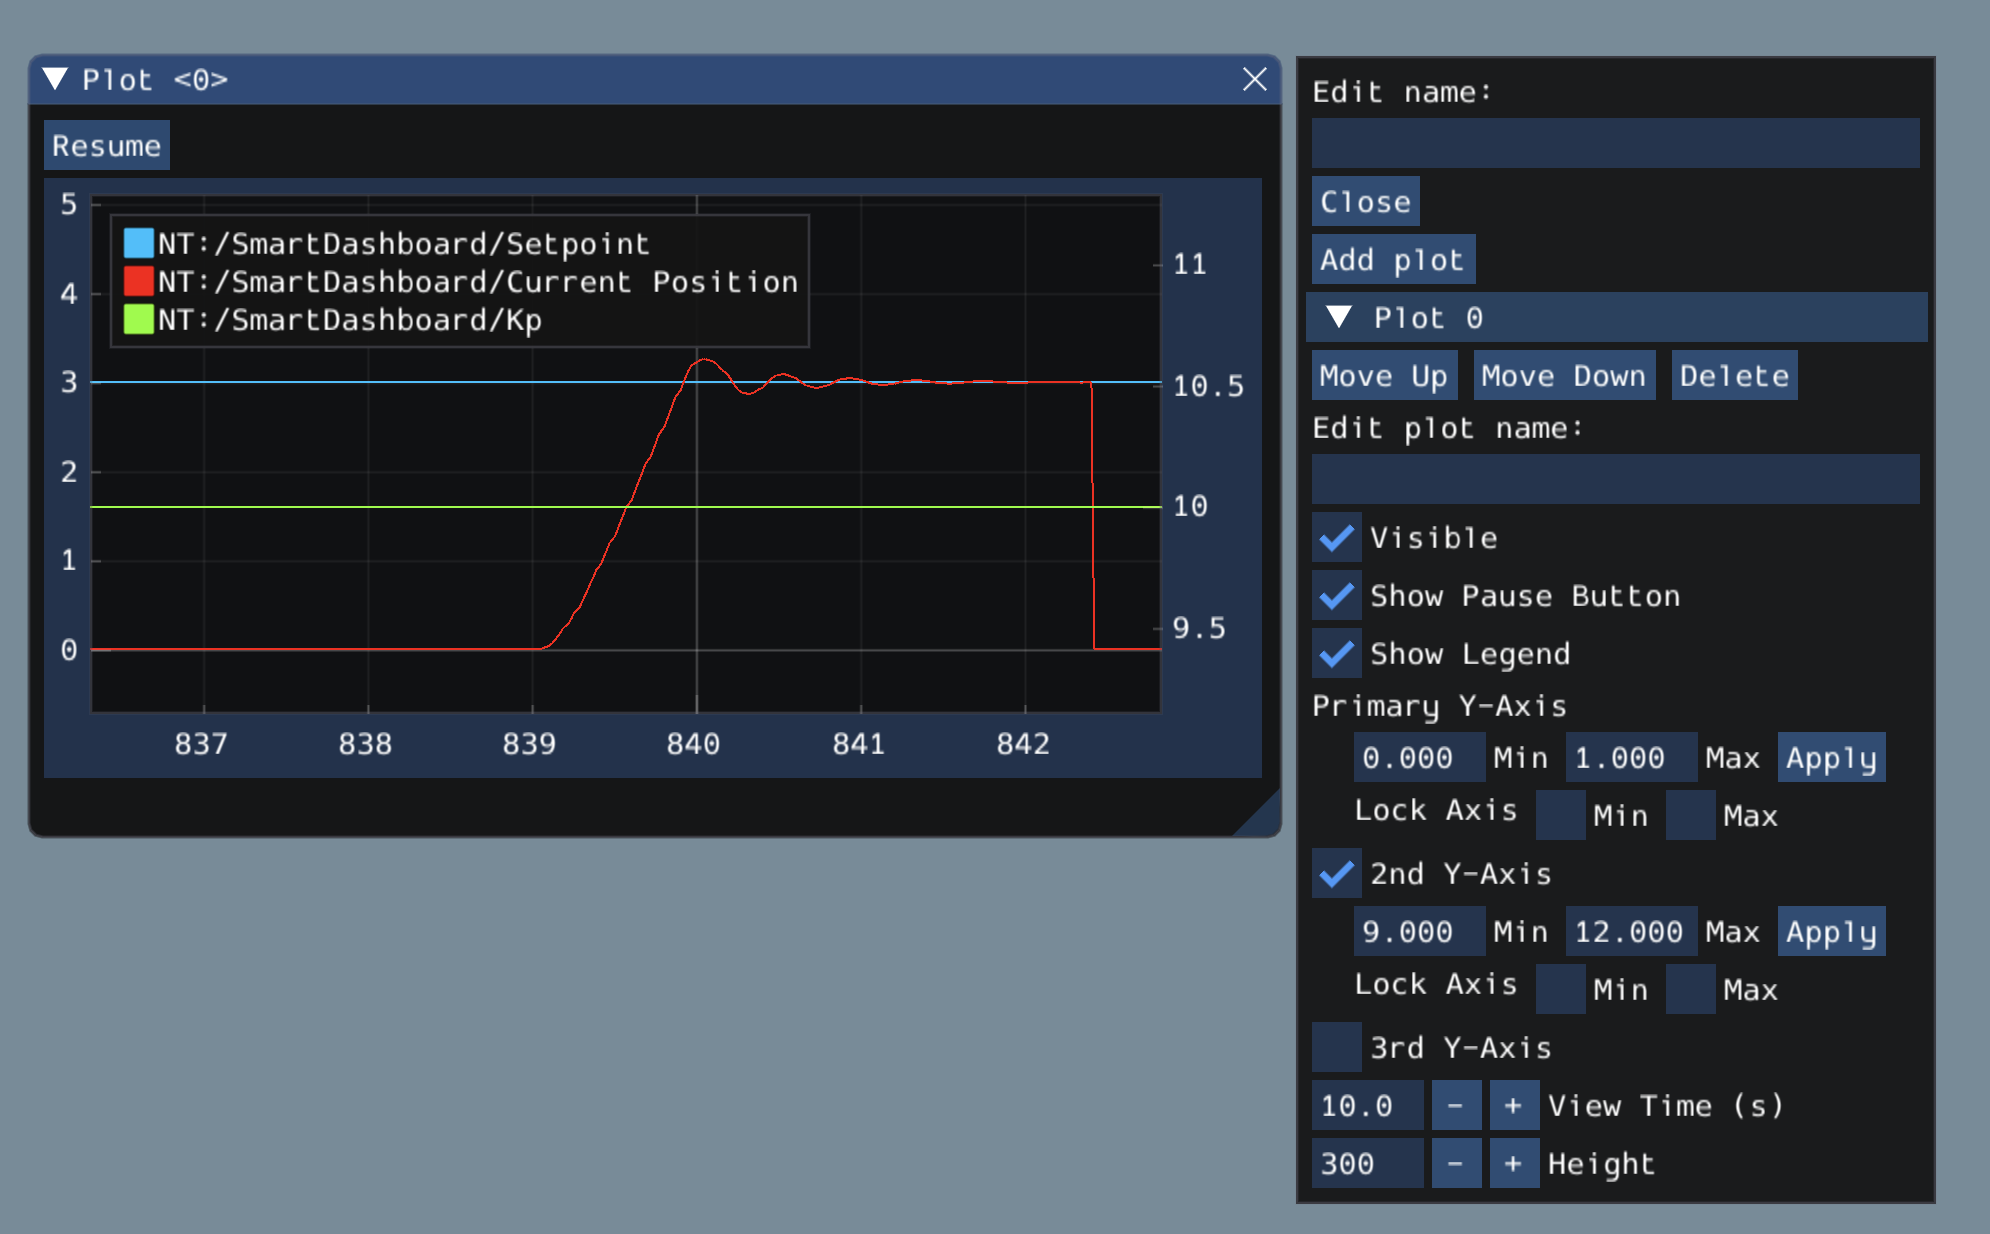 Plot <0>
Resume
5
4
3
2
1
0
NT:/SmartDashboard/Setpoint
NT:/SmartDashboard/Current Position
NT:/SmartDashboard/Kp
11
10.5
10
9.5
837 838 839 840 841 842
Edit name:
Close
Add plot
Plot 0
Move Up Move Down Delete
Edit plot name:
Visible
Show Pause Button
Show Legend
Primary Y-Axis
0.000 Min 1.000 Max Apply
Lock Axis Min Max
2nd Y-Axis
9.000 Min 12.000 Max Apply
Lock Axis Min Max
3rd Y-Axis
10.0 - + View Time (s)
300 - + Height